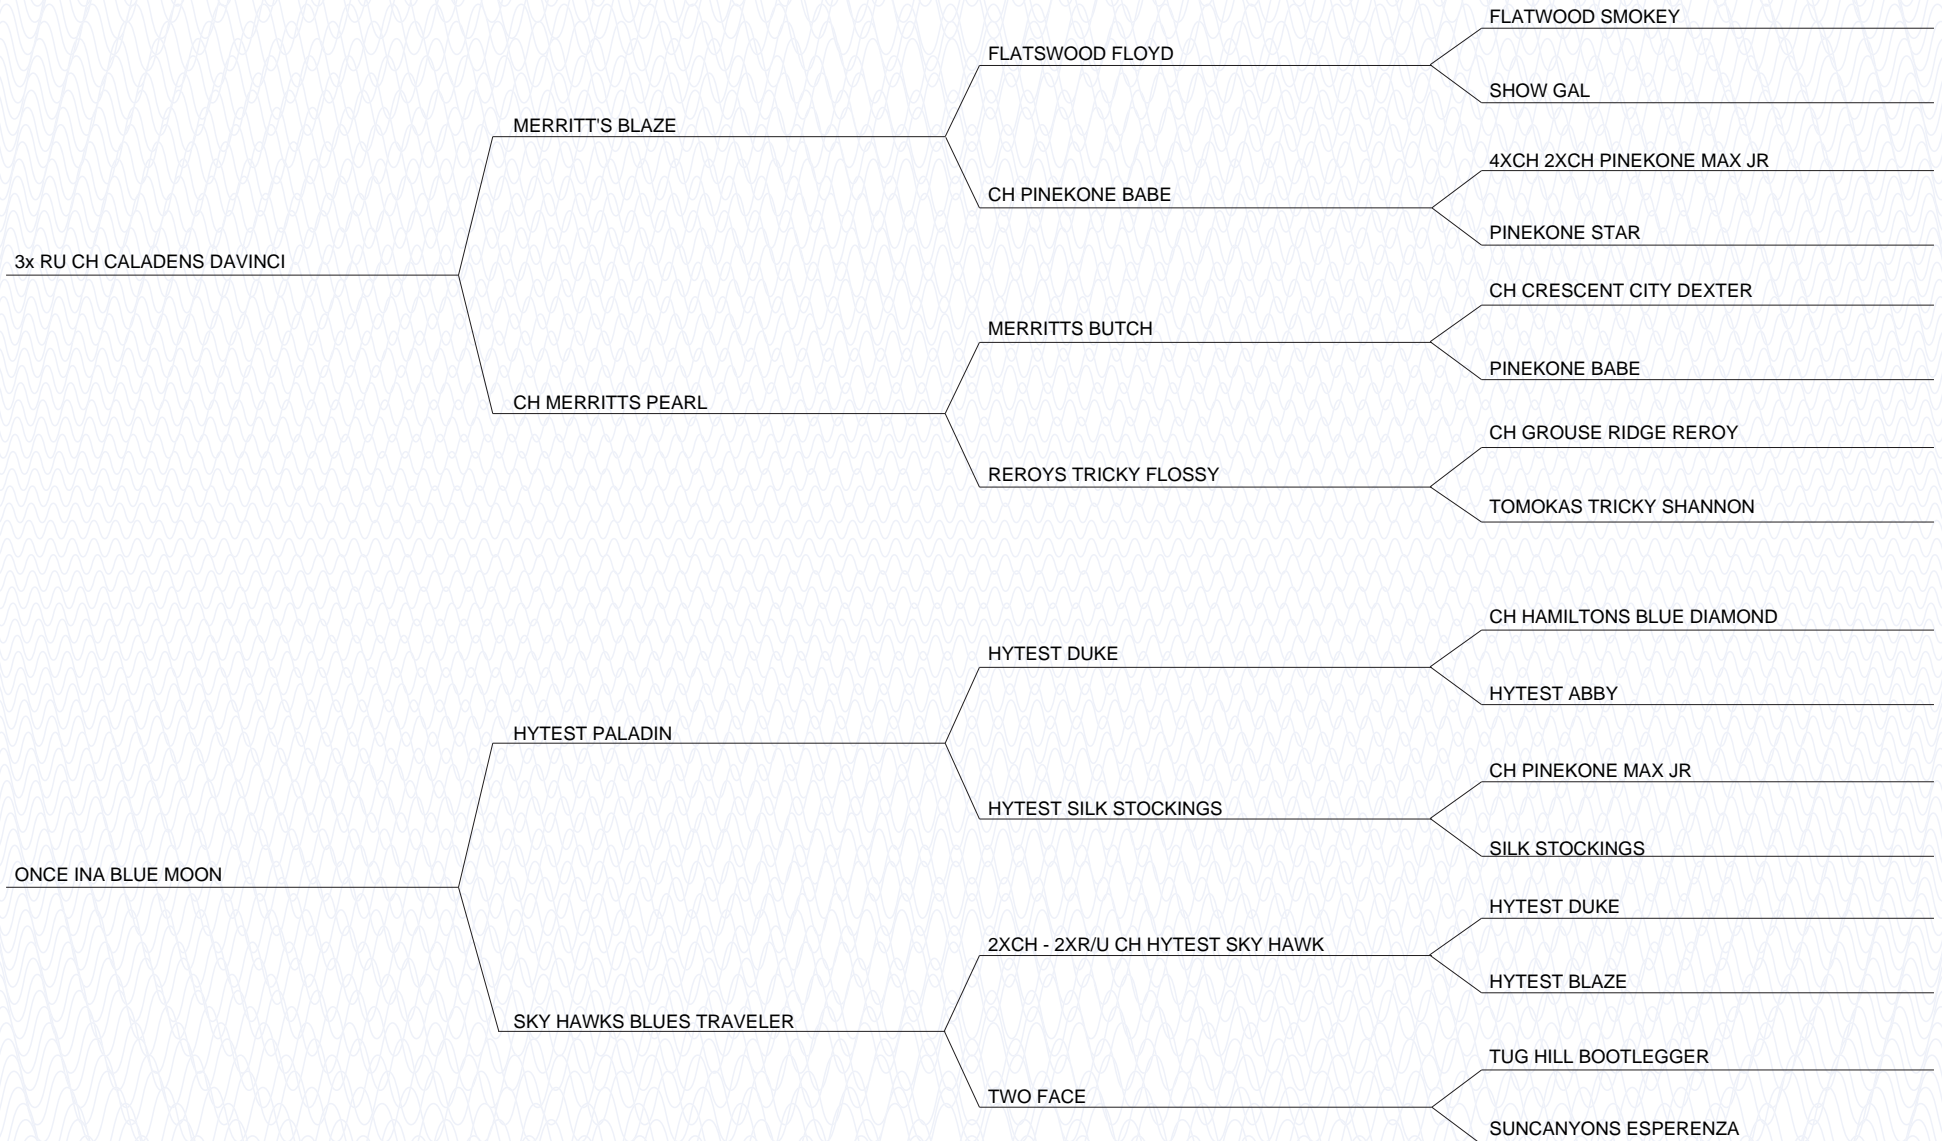 FLATWOOD SMOKEY
FLATSWOOD FLOYD
SHOW GAL
MERRITT'S BLAZE
4XCH 2XCH PINEKONE MAX JR
CH PINEKONE BABE
PINEKONE STAR
3x RU CH CALADENS DAVINCI
CH CRESCENT CITY DEXTER
MERRITTS BUTCH
PINEKONE BABE
CH MERRITTS PEARL
CH GROUSE RIDGE REROY
REROYS TRICKY FLOSSY
TOMOKAS TRICKY SHANNON
CH HAMILTONS BLUE DIAMOND
HYTEST DUKE
HYTEST ABBY
HYTEST PALADIN
CH PINEKONE MAX JR
HYTEST SILK STOCKINGS
SILK STOCKINGS
ONCE INA BLUE MOON
HYTEST DUKE
2XCH - 2XR/U CH HYTEST SKY HAWK
HYTEST BLAZE
SKY HAWKS BLUES TRAVELER
TUG HILL BOOTLEGGER
TWO FACE
SUNCANYONS ESPERENZA